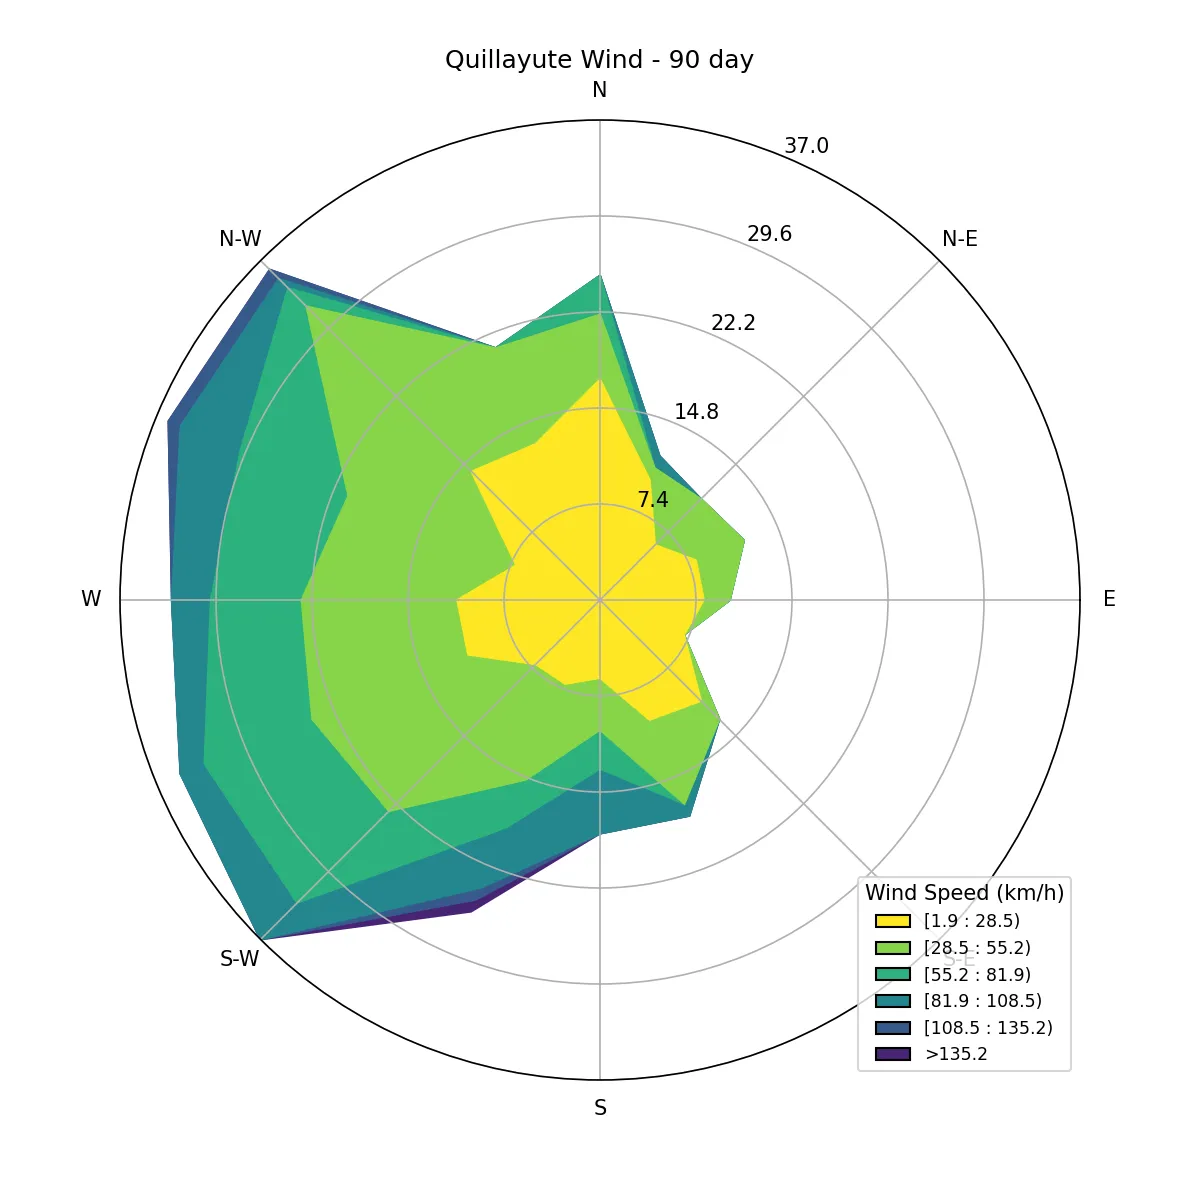 Quillayute Wind - 90 day
N
37.0
29.6
N-W
N-E
22.2
14.8
7.4
W
E
S-W
S-E
S
Wind Speed (km/h)
[1.9 : 28.5)
[28.5 : 55.2)
[55.2 : 81.9)
[81.9 : 108.5)
[108.5 : 135.2)
>135.2